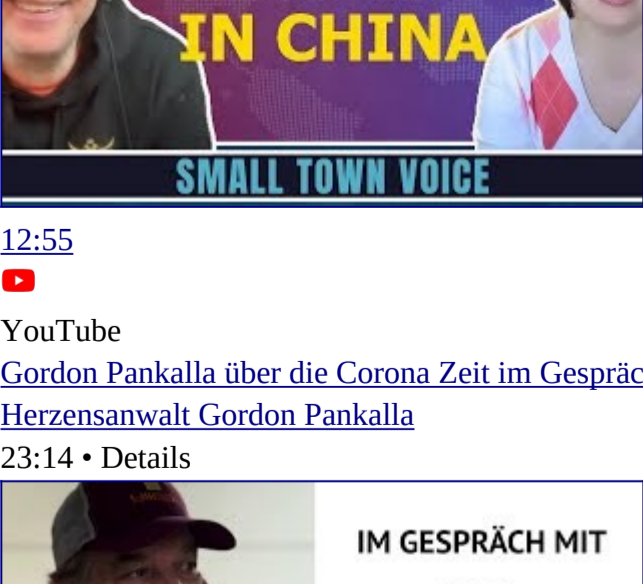 IN CHINA
SMALL TOWN VOICE
12:55
YouTube
Gordon Pankalla über die Corona Zeit im
Herzensanwalt Gordon Pankalla
23:14 • Details
IM GESPRÄCH MIT